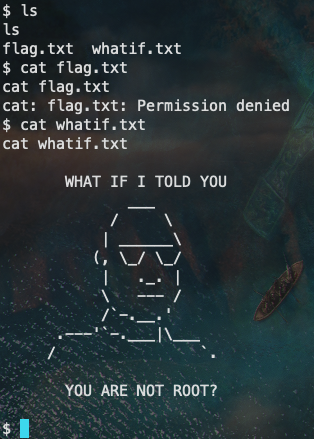 $ ls
ls
flag.txt  whatif.txt
$ cat flag.txt
cat flag.txt
cat: flag.txt: Permission denied
$ cat whatif.txt
cat whatif.txt
WHAT IF I TOLD YOU
YOU ARE NOT ROOT?
$